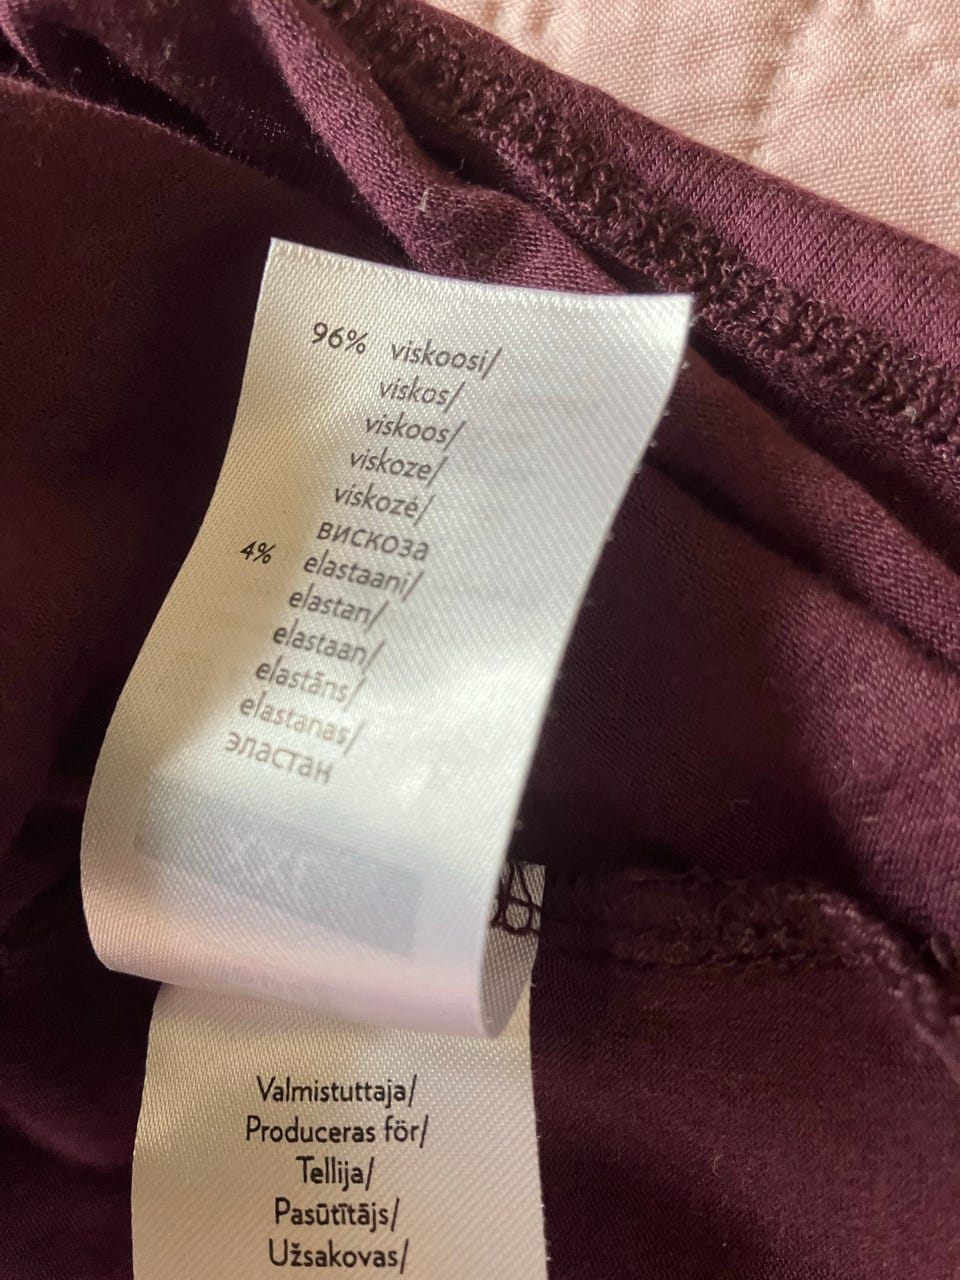 96% viskoosi/
viskos/
viskoos/
viskoze/
viskozė/
вискоза
4% elastaani/
elastan/
elastaan/
elastāns/
elastanas/
эластан
Valmistuttaja/
Produceras för/
Tellija/
Pasūtītājs/
Užsakovas/